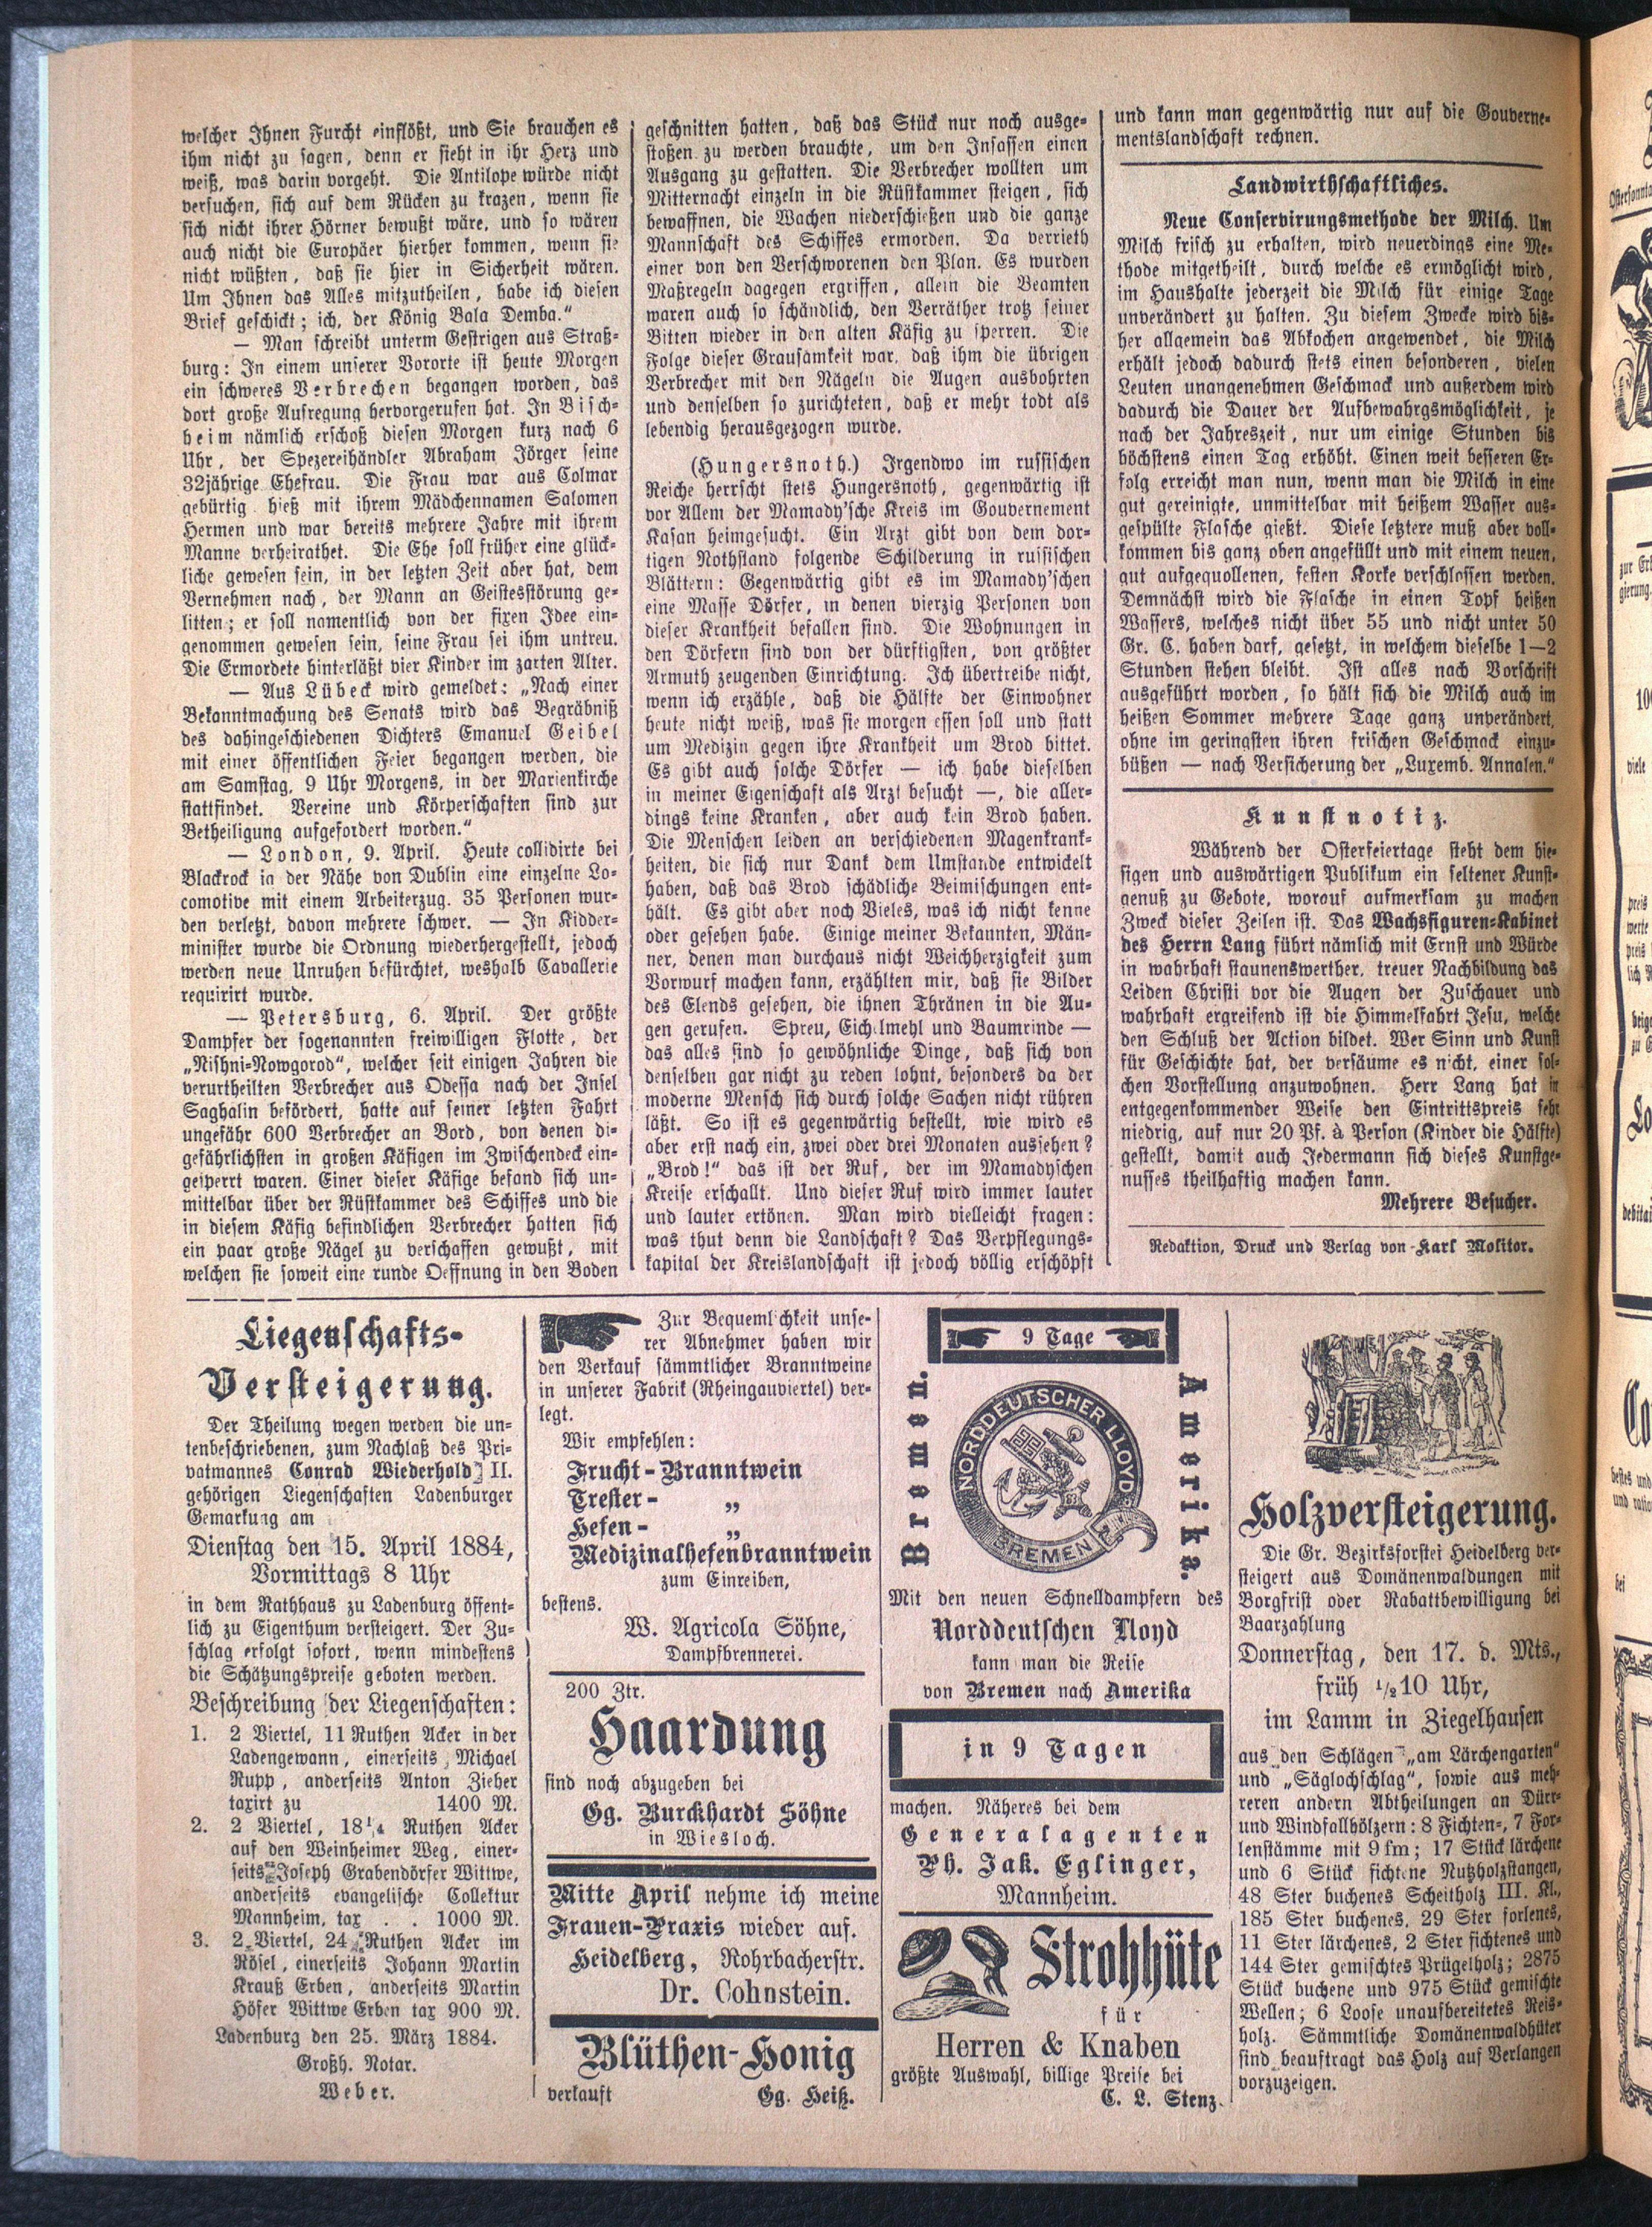 welcher Ihnen Furcht einflößt, und Sie brauchen es
ihm nicht zu sagen, denn er sieht in ihr Herz und
weiß, was darin vorgeht. Die Antilope würde nicht
versuchen, sich auf dem Rücken zu krazen, wenn sie
sich nicht ihrer Hörner bewußt wäre, und so wären
auch nicht die Europäer hierher kommen, wenn sie
nicht wüßten, daß sie hier in Sicherheit wären.
Um Ihnen das Alles mitzutheilen, habe ich diesen
Brief geschickt; ich, der König Bala Demba.“
— Man schreibt unterm Gestrigen aus Straß-
burg: In einem unserer Vororte ist heute Morgen
ein schweres Verbrechen begangen worden, das
dort große Aufregung hervorgerufen hat. In Bisch-
heim nämlich erschoß diesen Morgen kurz nach 6
Uhr, der Spezereihändler Abraham Jörger seine
32jährige Ehefrau. Die Frau war aus Colmar
gebürtig hieß mit ihrem Mädchennamen Salomen
Hermen und war bereits mehrere Jahre mit ihrem
Manne verheirathet. Die Ehe soll früher eine glück-
liche gewesen sein, in der letzten Zeit aber hat, dem
Vernehmen nach, der Mann an Geistesstörung ge-
litten; er soll namentlich von der fixen Idee ein-
genommen gewesen sein, seine Frau sei ihm untreu.
Die Ermordete hinterläßt vier Kinder im zarten Alter.
— Aus Lübeck wird gemeldet: „Nach einer
Bekanntmachung des Senats wird das Begräbniß
des dahingeschiedenen Dichters Emanuel Geibel
mit einer öffentlichen Feier begangen werden, die
am Samstag, 9 Uhr Morgens, in der Marienkirche
stattfindet. Vereine und Körperschaften sind zur
Betheiligung aufgefordert worden.“
— London, 9. April. Heute collidirte bei
Blackrock in der Nähe von Dublin eine einzelne Lo-
comotive mit einem Arbeiterzug. 35 Personen wur-
den verletzt, davon mehrere schwer. — In Kidder-
minister wurde die Ordnung wiederhergestellt, jedoch
werden neue Unruhen befürchtet, weshalb Cavallerie
requirirt wurde.
— Petersburg, 6. April. Der größte
Dampfer der sogenannten freiwilligen Flotte, der
„Nishni-Nowgorod“, welcher seit einigen Jahren die
verurtheilten Verbrecher aus Odessa nach der Insel
Saghalin befördert, hatte auf seiner letzten Fahrt
ungefähr 600 Verbrecher an Bord, von denen di-
gefährlichsten in großen Käfigen im Zwischendeck ein-
gesperrt waren. Einer dieser Käfige befand sich un-
mittelbar über der Rüstkammer des Schiffes und die
in diesem Käfig befindlichen Verbrecher hatten sich
ein paar große Nägel zu verschaffen gewußt, mit
welchen sie soweit eine runde Oeffnung in den Boden
geschnitten hatten, daß das Stück nur noch ausge-
stoßen zu werden brauchte, um den Insassen einen
Ausgang zu gestatten. Die Verbrecher wollten um
Mitternacht einzeln in die Rüstkammer steigen, sich
bewaffnen, die Wachen niederschießen und die ganze
Mannschaft des Schiffes ermorden. Da verrieth
einer von den Verschworenen den Plan. Es wurden
Maßregeln dagegen ergriffen, allein die Beamten
waren auch so schändlich, den Verräther trotz seiner
Bitten wieder in den alten Käfig zu sperren. Die
Folge dieser Grausamkeit war, daß ihm die übrigen
Verbrecher mit den Nägeln die Augen ausbohrten
und denselben so zurichteten, daß er mehr todt als
lebendig herausgezogen wurde.
(Hungersnoth.) Irgendwo im russischen
Reiche herrscht stets Hungersnoth, gegenwärtig ist
vor Allem der Mamady’sche Kreis im Gouvernement
Kasan heimgesucht. Ein Arzt gibt von dem dor-
tigen Nothstand folgende Schilderung in russischen
Blättern: Gegenwärtig gibt es im Mamady’schen
eine Masse Dörfer, in denen vierzig Personen von
dieser Krankheit befallen sind. Die Wohnungen in
den Dörfern sind von der dürftigsten, von größter
Armuth zeugenden Einrichtung. Ich übertreibe nicht,
wenn ich erzähle, daß die Hälfte der Einwohner
heute nicht weiß, was sie morgen essen soll und statt
um Medizin gegen ihre Krankheit um Brod bittet.
Es gibt auch solche Dörfer — ich habe dieselben
in meiner Eigenschaft als Arzt besucht —, die aller-
dings keine Kranken, aber auch kein Brod haben.
Die Menschen leiden an verschiedenen Magenkrank-
heiten, die sich nur Dank dem Umstande entwickelt
haben, daß das Brod schädliche Beimischungen ent-
hält. Es gibt aber noch Vieles, was ich nicht kenne
oder gesehen habe. Einige meiner Bekannten, Män-
ner, denen man durchaus nicht Weichherzigkeit zum
Vorwurf machen kann, erzählten mir, daß sie Bilder
des Elends gesehen, die ihnen Thränen in die Au-
gen gerufen. Spreu, Eichelmehl und Baumrinde —
das alles sind so gewöhnliche Dinge, daß sich von
denselben gar nicht zu reden lohnt, besonders da der
moderne Mensch sich durch solche Sachen nicht rühren
läßt. So ist es gegenwärtig bestellt, wie wird es
aber erst nach ein, zwei oder drei Monaten aussehen?
„Brod!“ das ist der Ruf, der im Mamadyschen
Kreise erschallt. Und dieser Ruf wird immer lauter
und lauter ertönen. Man wird vielleicht fragen:
was thut denn die Landschaft? Das Verpflegungs-
kapital der Kreislandschaft ist jedoch völlig erschöpft
und kann man gegenwärtig nur auf die Gouverne-
mentslandschaft rechnen.
Landwirthschaftliches.
Neue Conservirungsmethode der Milch. Um
Milch frisch zu erhalten, wird neuerdings eine Me-
thode mitgetheilt, durch welche es ermöglicht wird,
im Haushalte jederzeit die Milch für einige Tage
unverändert zu halten. Zu diesem Zwecke wird bis-
her allgemein das Abkochen angewendet, die Milch
erhält jedoch dadurch stets einen besonderen, vielen
Leuten unangenehmen Geschmack und außerdem wird
dadurch die Dauer der Aufbewahrgsmöglichkeit, je
nach der Jahreszeit, nur um einige Stunden bis
höchstens einen Tag erhöht. Einen weit besseren Er-
folg erreicht man nun, wenn man die Milch in eine
gut gereinigte, unmittelbar mit heißem Wasser aus-
gespülte Flasche gießt. Diese letztere muß aber voll-
kommen bis ganz oben angefüllt und mit einem neuen,
gut aufgequollenen, festen Korke verschlossen werden.
Demnächst wird die Flasche in einen Topf heißen
Wassers, welches nicht über 55 und nicht unter 50
Gr. C. haben darf, gesetzt, in welchem dieselbe 1—2
Stunden stehen bleibt. Ist alles nach Vorschrift
ausgeführt worden, so hält sich die Milch auch im
heißen Sommer mehrere Tage ganz unverändert,
ohne im geringsten ihren frischen Geschmack einzu-
büßen — nach Versicherung der „Luxemb. Annalen.“
Kunstnotiz.
Während der Osterfeiertage steht dem hie-
sigen und auswärtigen Publikum ein seltener Kunst-
genuß zu Gebote, worauf aufmerksam zu machen
Zweck dieser Zeilen ist. Das Wachsfiguren-Kabinet
des Herrn Lang führt nämlich mit Ernst und Würde
in wahrhaft staunenswerther, treuer Nachbildung das
Leiden Christi vor die Augen der Zuschauer und
wahrhaft ergreifend ist die Himmelfahrt Jesu, welche
den Schluß der Action bildet. Wer Sinn und Kunst
für Geschichte hat, der versäume es nicht, einer sol-
chen Vorstellung anzuwohnen. Herr Lang hat in
entgegenkommender Weise den Eintrittspreis sehr
niedrig, auf nur 20 Pf. à Person (Kinder die Hälfte)
gestellt, damit auch Jedermann sich dieses Kunstge-
nusses theilhaftig machen kann.
Mehrere Besucher.
Redaktion, Druck und Verlag von Karl Molitor.
Liegenschafts-
Versteigerung.
Der Theilung wegen werden die un-
tenbeschriebenen, zum Nachlaß des Pri-
vatmannes Conrad Wiederhold II.
gehörigen Liegenschaften Ladenburger
Gemarkung am
Dienstag den 15. April 1884,
Vormittags 8 Uhr
in dem Rathhaus zu Ladenburg öffent-
lich zu Eigenthum versteigert. Der Zu-
schlag erfolgt sofort, wenn mindestens
die Schätzungspreise geboten werden.
Beschreibung der Liegenschaften:
1. 2 Viertel, 11 Ruthen Acker in der
Ladengewann, einerseits Michael
Rupp, anderseits Anton Zieher
taxirt zu 1400 M.
2. 2 Viertel, 18¼ Ruthen Acker
auf den Weinheimer Weg, einer-
seits Joseph Grabendörfer Wittwe,
anderseits evangelische Collektur
Mannheim, tax . . 1000 M.
3. 2 Viertel, 24 Ruthen Acker im
Rösel, einerseits Johann Martin
Krauß Erben, anderseits Martin
Höfer Wittwe Erben tax 900 M.
Ladenburg den 25. März 1884.
Großh. Notar.
Weber.
Zur Bequemlichkeit unse-
rer Abnehmer haben wir
den Verkauf sämmtlicher Branntweine
in unserer Fabrik (Rheingauviertel) ver-
legt.
Wir empfehlen:
Frucht-Branntwein
Trester- „
Hefen- „
Medizinalhefenbranntwein
zum Einreiben,
bestens.
W. Agricola Söhne,
Dampfbrennerei.
200 Ztr.
Haardung
sind noch abzugeben bei
Gg. Burckhardt Söhne
in Wiesloch.
Mitte April nehme ich meine
Frauen-Praxis wieder auf.
Heidelberg, Rohrbacherstr.
Dr. Cohnstein.
Blüthen-Honig
verkauft Gg. Heiß.
9 Tage
Bremen.
NORDDEUTSCHER LLOYD
BREMEN
Amerika.
Mit den neuen Schnelldampfern des
Norddeutschen Lloyd
kann man die Reise
von Bremen nach Amerika
in 9 Tagen
machen. Näheres bei dem
Generalagenten
Ph. Jak. Eglinger,
Mannheim.
Strohhüte
für
Herren & Knaben
größte Auswahl, billige Preise bei
C. L. Stenz.
Holzversteigerung.
Die Gr. Bezirksforstei Heidelberg ver-
steigert aus Domänenwaldungen mit
Borgfrist oder Rabattbewilligung bei
Baarzahlung
Donnerstag, den 17. d. Mts.,
früh ½10 Uhr,
im Lamm in Ziegelhausen
aus den Schlägen „am Lärchengarten“
und „Säglochschlag“, sowie aus meh-
reren andern Abtheilungen an Dürr-
und Windfallhölzern: 8 Fichten-, 7 For-
lenstämme mit 9 fm; 17 Stück lärchene
und 6 Stück fichtene Nutzholzstangen,
48 Ster buchenes Scheitholz III. Kl.,
185 Ster buchenes, 29 Ster forlenes,
11 Ster lärchenes, 2 Ster fichtenes und
144 Ster gemischtes Prügelholz; 2875
Stück buchene und 975 Stück gemischte
Wellen; 6 Loose unaufbereitetes Reis-
holz. Sämmtliche Domänenwaldhüter
sind beauftragt das Holz auf Verlangen
vorzuzeigen.